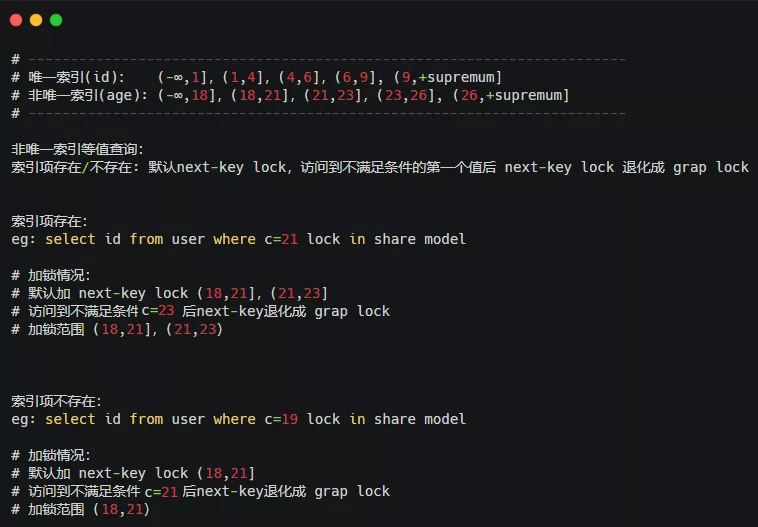 # -----------------------------------------------------------------------
# 唯一索引(id):    (-∞,1], (1,4], (4,6], (6,9], (9,+supremum]
# 非唯一索引(age): (-∞,18], (18,21], (21,23], (23,26], (26,+supremum]
# -----------------------------------------------------------------------
非唯一索引等值查询:
索引项存在/不存在: 默认next-key lock, 访问到不满足条件的第一个值后 next-key lock 退化成 grap lock
索引项存在:
eg: select id from user where c=21 lock in share model
# 加锁情况:
# 默认加 next-key lock (18,21], (21,23]
# 访问到不满足条件 c=23 后next-key退化成 grap lock
# 加锁范围 (18,21], (21,23)
索引项不存在:
eg: select id from user where c=19 lock in share model
# 加锁情况:
# 默认加 next-key lock (18,21]
# 访问到不满足条件 c=21 后next-key退化成 grap lock
# 加锁范围 (18,21)